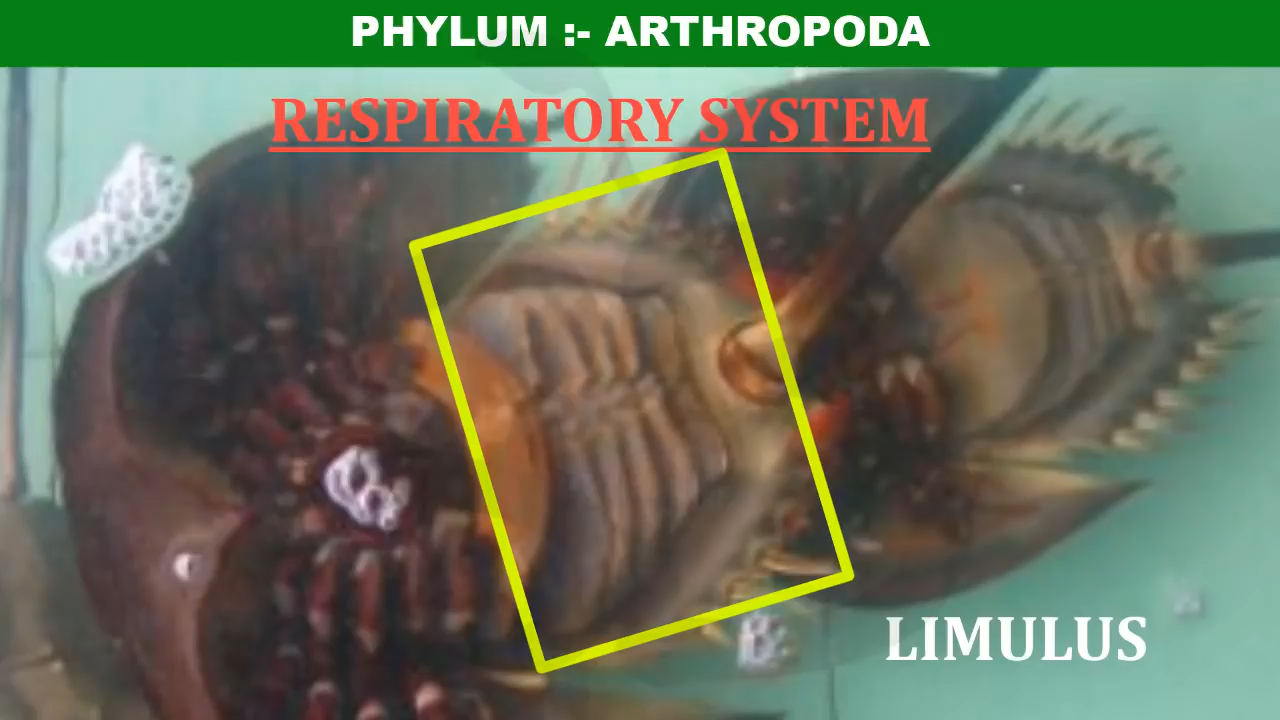 PHYLUM :- ARTHROPODA
RESPIRATORY SYSTEM
LIMULUS